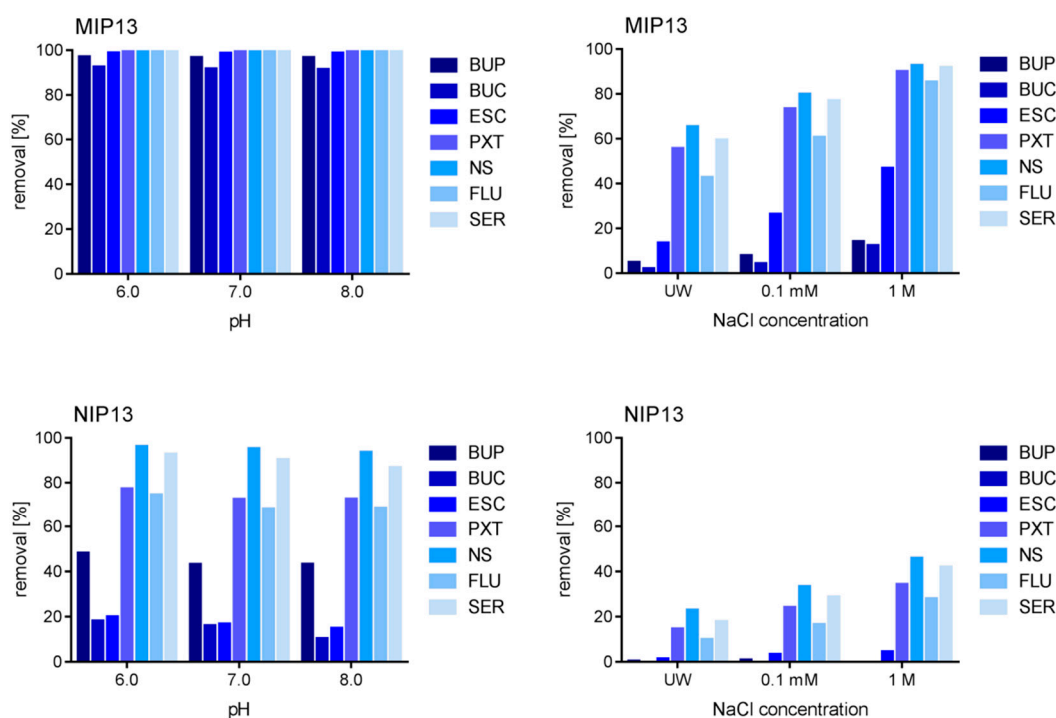 MIP13
removal [%]
100
80
60
40
20
0
6.0 7.0 8.0
pH
BUP
BUC
ESC
PXT
NS
FLU
SER
MIP13
removal [%]
100
80
60
40
20
0
UW 0.1 mM 1 M
NaCl concentration
BUP
BUC
ESC
PXT
NS
FLU
SER
NIP13
removal [%]
100
80
60
40
20
0
6.0 7.0 8.0
pH
BUP
BUC
ESC
PXT
NS
FLU
SER
NIP13
removal [%]
100
80
60
40
20
0
UW 0.1 mM 1 M
NaCl concentration
BUP
BUC
ESC
PXT
NS
FLU
SER